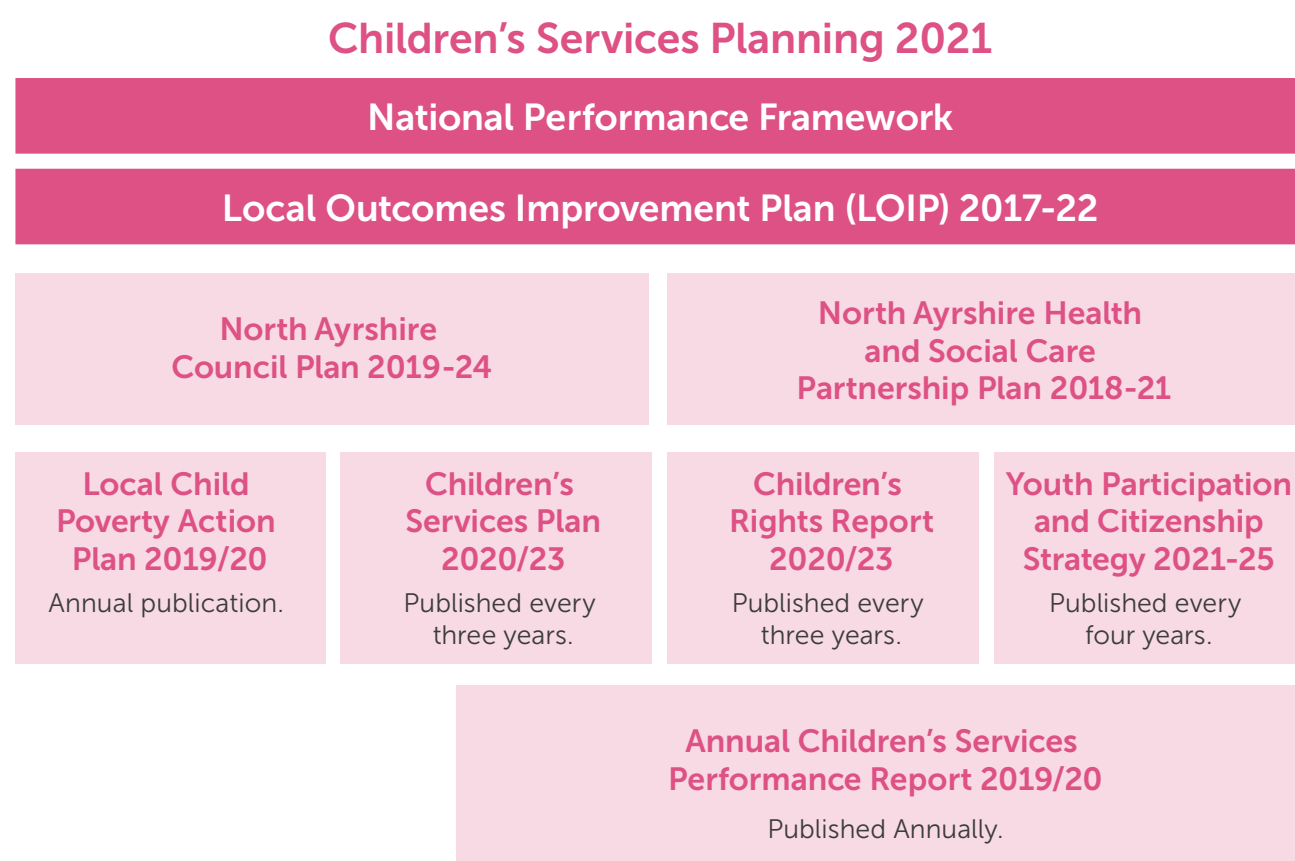 Children's Services Planning 2021
National Performance Framework
Local Outcomes Improvement Plan (LOIP) 2017-22
North Ayrshire
Council Plan 2019-24
North Ayrshire Health
and Social Care
Partnership Plan 2018-21
Local Child
Poverty Action
Plan 2019/20
Annual publication.
Children's
Services Plan
2020/23
Published every
three years.
Children's
Rights Report
2020/23
Published every
three years.
Youth Participation
and Citizenship
Strategy 2021-25
Published every
four years.
Annual Children's Services
Performance Report 2019/20
Published Annually.